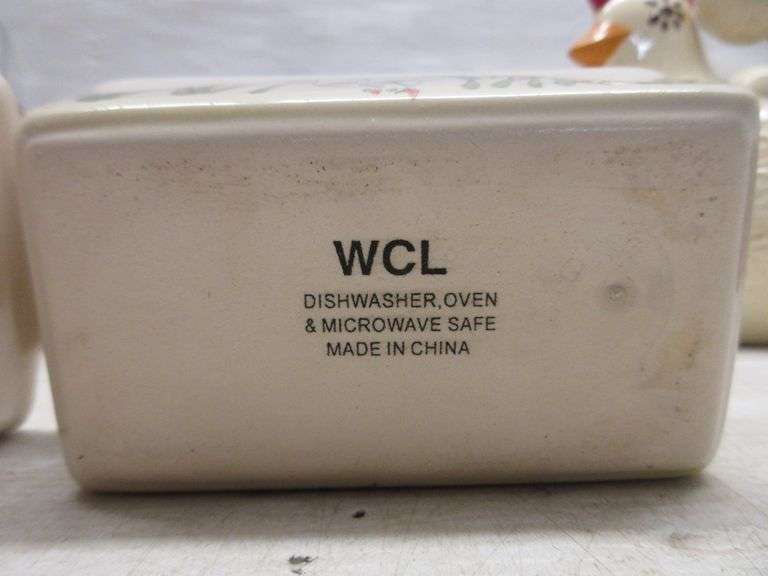 WCL
DISHWASHER,OVEN
& MICROWAVE SAFE
MADE IN CHINA